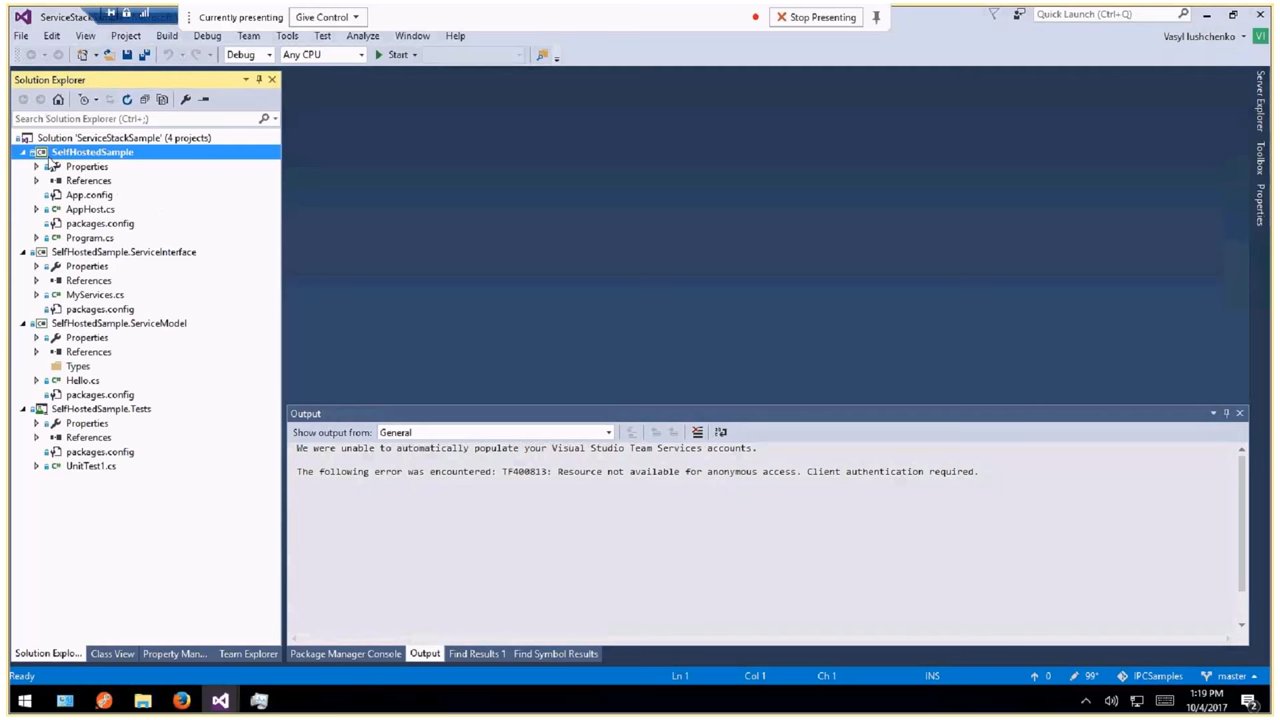 ServiceStackS
Currently presenting
Give Control
Stop Presenting
Quick Launch (Ctrl+Q)
File Edit View Project Build Debug Team Tools Test Analyze Window Help
Vasyl Iushchenko VI
Debug Any CPU Start
Solution Explorer
Search Solution Explorer (Ctrl+;)
Solution 'ServiceStackSample' (4 projects)
SelfHostedSample
Properties
References
App.config
AppHost.cs
packages.config
Program.cs
SelfHostedSample.ServiceInterface
Properties
References
MyServices.cs
packages.config
SelfHostedSample.ServiceModel
Properties
References
Types
Hello.cs
packages.config
SelfHostedSample.Tests
Properties
References
packages.config
UnitTest1.cs
Server Explorer
Toolbox
Properties
Output
Show output from: General
We were unable to automatically populate your Visual Studio Team Services accounts.
The following error was encountered: TF400813: Resource not available for anonymous access. Client authentication required.
Solution Explo... Class View Property Man... Team Explorer
Package Manager Console Output Find Results 1 Find Symbol Results
Ready Ln 1 Col 1 Ch 1 INS 0 99* IPCSamples master
1:19 PM
10/4/2017
2